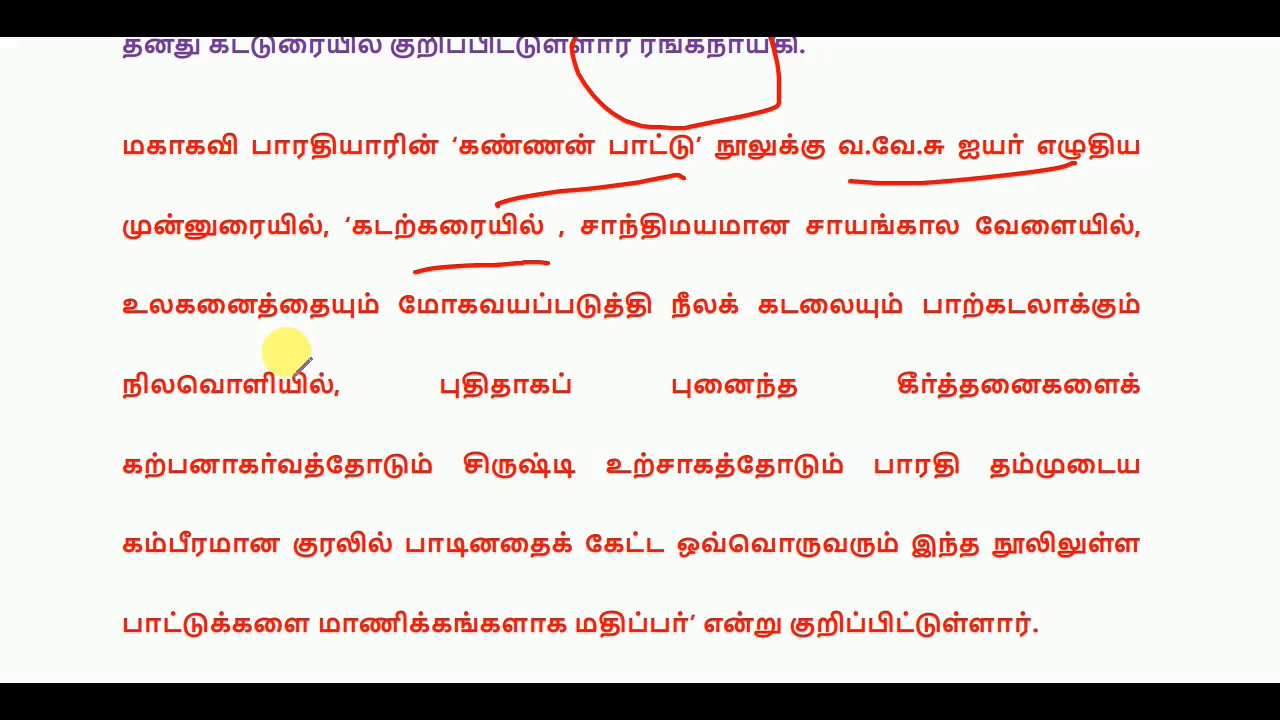 தனது கட்டுரையில் குறிப்பிட்டுள்ளார் ரங்கநாயகி.
மகாகவி பாரதியாரின் ‘கண்ணன் பாட்டு’ நூலுக்கு வ.வே.சு ஐயர் எழுதிய
முன்னுரையில், ‘கடற்கரையில் , சாந்திமயமான சாயங்கால வேளையில்,
உலகனைத்தையும் மோகவயப்படுத்தி நீலக் கடலையும் பாற்கடலாக்கும்
நிலவொளியில், புதிதாகப் புனைந்த கீர்த்தனைகளைக்
கற்பனாகர்வத்தோடும் சிருஷ்டி உற்சாகத்தோடும் பாரதி தம்முடைய
கம்பீரமான குரலில் பாடினதைக் கேட்ட ஒவ்வொருவரும் இந்த நூலிலுள்ள
பாட்டுக்களை மாணிக்கங்களாக மதிப்பர்’ என்று குறிப்பிட்டுள்ளார்.